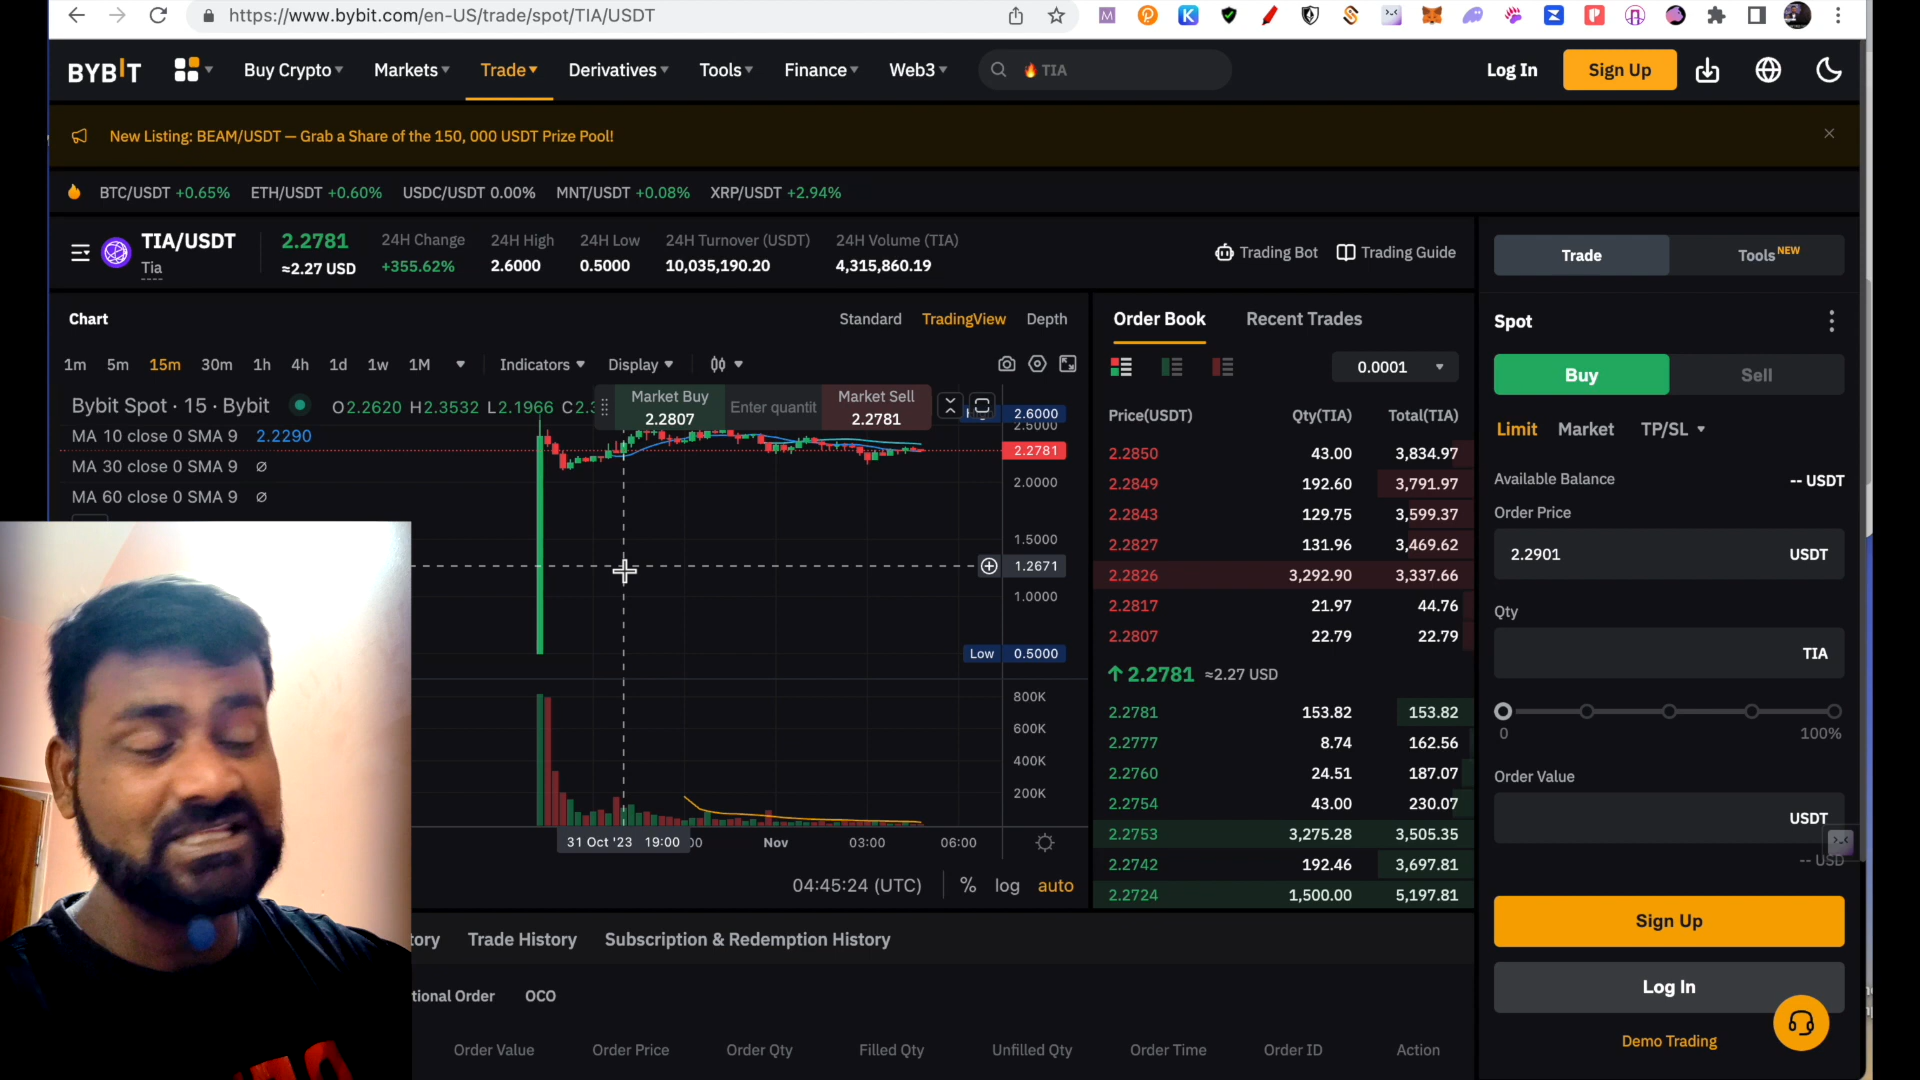 https://www.bybit.com/en-US/trade/spot/TIA/USDT
BYBIT Buy Crypto Markets Trade Derivatives Tools Finance Web3 TIA Log In Sign Up
New Listing: BEAM/USDT — Grab a Share of the 150, 000 USDT Prize Pool!
BTC/USDT +0.65% ETH/USDT +0.60% USDC/USDT 0.00% MNT/USDT +0.08% XRP/USDT +2.94%
TIA/USDT 2.2781 24H Change 24H High 24H Low 24H Turnover (USDT) 24H Volume (TIA)
Tia ≈2.27 USD +355.62% 2.6000 0.5000 10,035,190.20 4,315,860.19
Trading Bot Trading Guide
Trade Tools NEW
Chart Standard TradingView Depth
1m 5m 15m 30m 1h 4h 1d 1w 1M Indicators Display
Bybit Spot · 15 · Bybit O2.2620 H2.3532 L2.1966
Market Buy
2.2807
Enter quantit
Market Sell
2.2781
MA 10 close 0 SMA 9 2.2290
MA 30 close 0 SMA 9 ∅
MA 60 close 0 SMA 9 ∅
2.6000
2.5000
2.2781
2.0000
1.5000
1.2671
1.0000
Low 0.5000
800K
600K
400K
200K
31 Oct '23 19:00 Nov 03:00 06:00
04:45:24 (UTC) % log auto
Order Book Recent Trades
0.0001
Price(USDT) Qty(TIA) Total(TIA)
2.2850 43.00 3,834.97
2.2849 192.60 3,791.97
2.2843 129.75 3,599.37
2.2827 131.96 3,469.62
2.2826 3,292.90 3,337.66
2.2817 21.97 44.76
2.2807 22.79 22.79
2.2781 ≈2.27 USD
2.2781 153.82 153.82
2.2777 8.74 162.56
2.2760 24.51 187.07
2.2754 43.00 230.07
2.2753 3,275.28 3,505.35
2.2742 192.46 3,697.81
2.2724 1,500.00 5,197.81
Spot
Buy Sell
Limit Market TP/SL
Available Balance -- USDT
Order Price
2.2901 USDT
Qty
TIA
0 100%
Order Value
USDT
-- USD
Sign Up
Log In
Demo Trading
Trade History Subscription & Redemption History
Order OCO
Order Value Order Price Order Qty Filled Qty Unfilled Qty Order Time Order ID Action